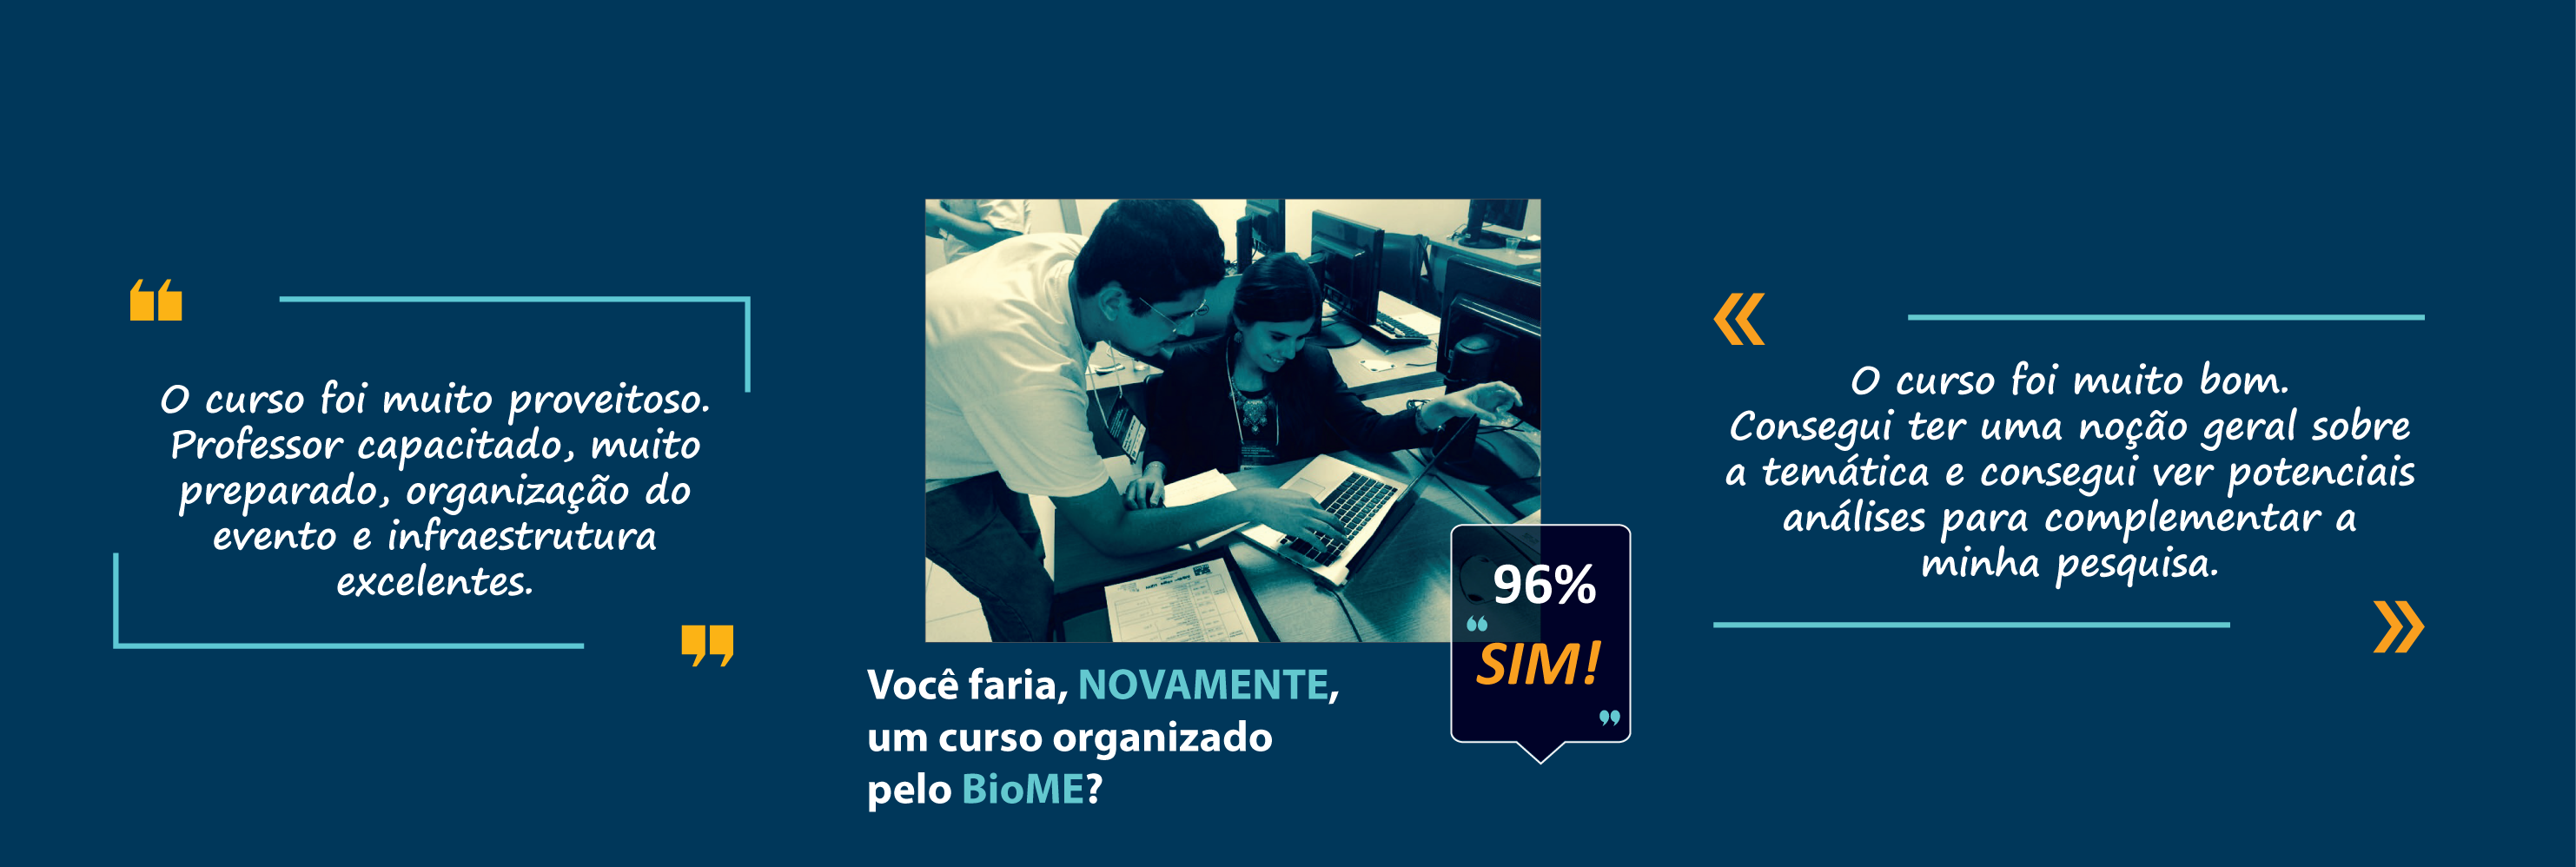 O curso foi muito proveitoso.
Professor capacitado, muito
preparado, organização do
evento e infraestrutura
excelentes.
96%
SIM!
Você faria, NOVAMENTE,
um curso organizado
pelo BioME?
O curso foi muito bom.
Consegui ter uma noção geral sobre
a temática e consegui ver potenciais
análises para complementar a
minha pesquisa.